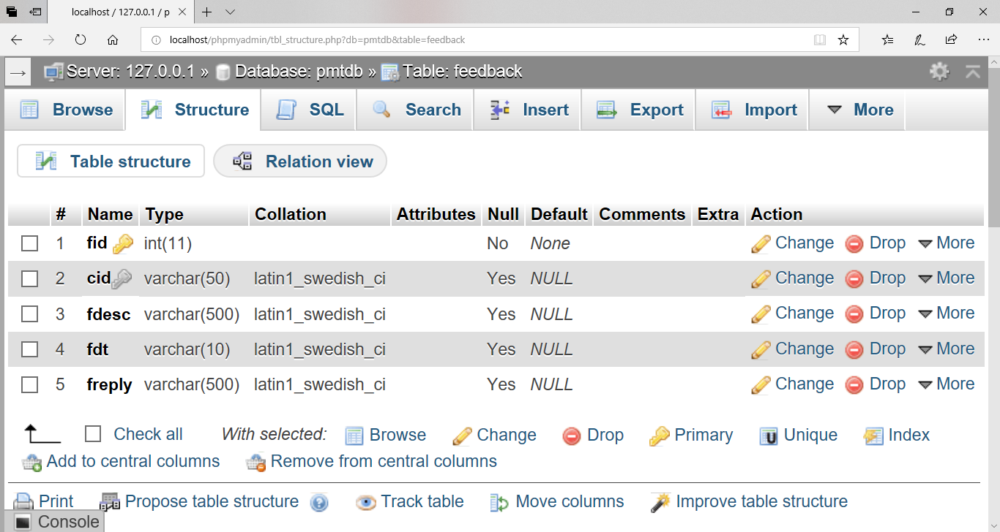 localhost / 127.0.0.1 / p
localhost/phpmyadmin/tbl_structure.php?db=pmtdb&table=feedback
Server: 127.0.0.1 » Database: pmtdb » Table: feedback
Browse Structure SQL Search Insert Export Import More
Table structure Relation view
# Name Type Collation Attributes Null Default Comments Extra Action
1 fid int(11) No None Change Drop More
2 cid varchar(50) latin1_swedish_ci Yes NULL Change Drop More
3 fdesc varchar(500) latin1_swedish_ci Yes NULL Change Drop More
4 fdt varchar(10) latin1_swedish_ci Yes NULL Change Drop More
5 freply varchar(500) latin1_swedish_ci Yes NULL Change Drop More
Check all With selected: Browse Change Drop Primary Unique Index
Add to central columns Remove from central columns
Print Propose table structure Track table Move columns Improve table structure
Console